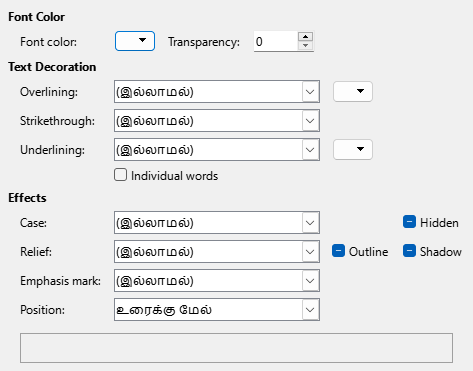 Font Color
Font color: Transparency: 0
Text Decoration
Overlining: (இல்லாமல்)
Strikethrough: (இல்லாமல்)
Underlining: (இல்லாமல்)
Individual words
Effects
Case: (இல்லாமல்) Hidden
Relief: (இல்லாமல்) Outline Shadow
Emphasis mark: (இல்லாமல்)
Position: உரைக்கு மேல்